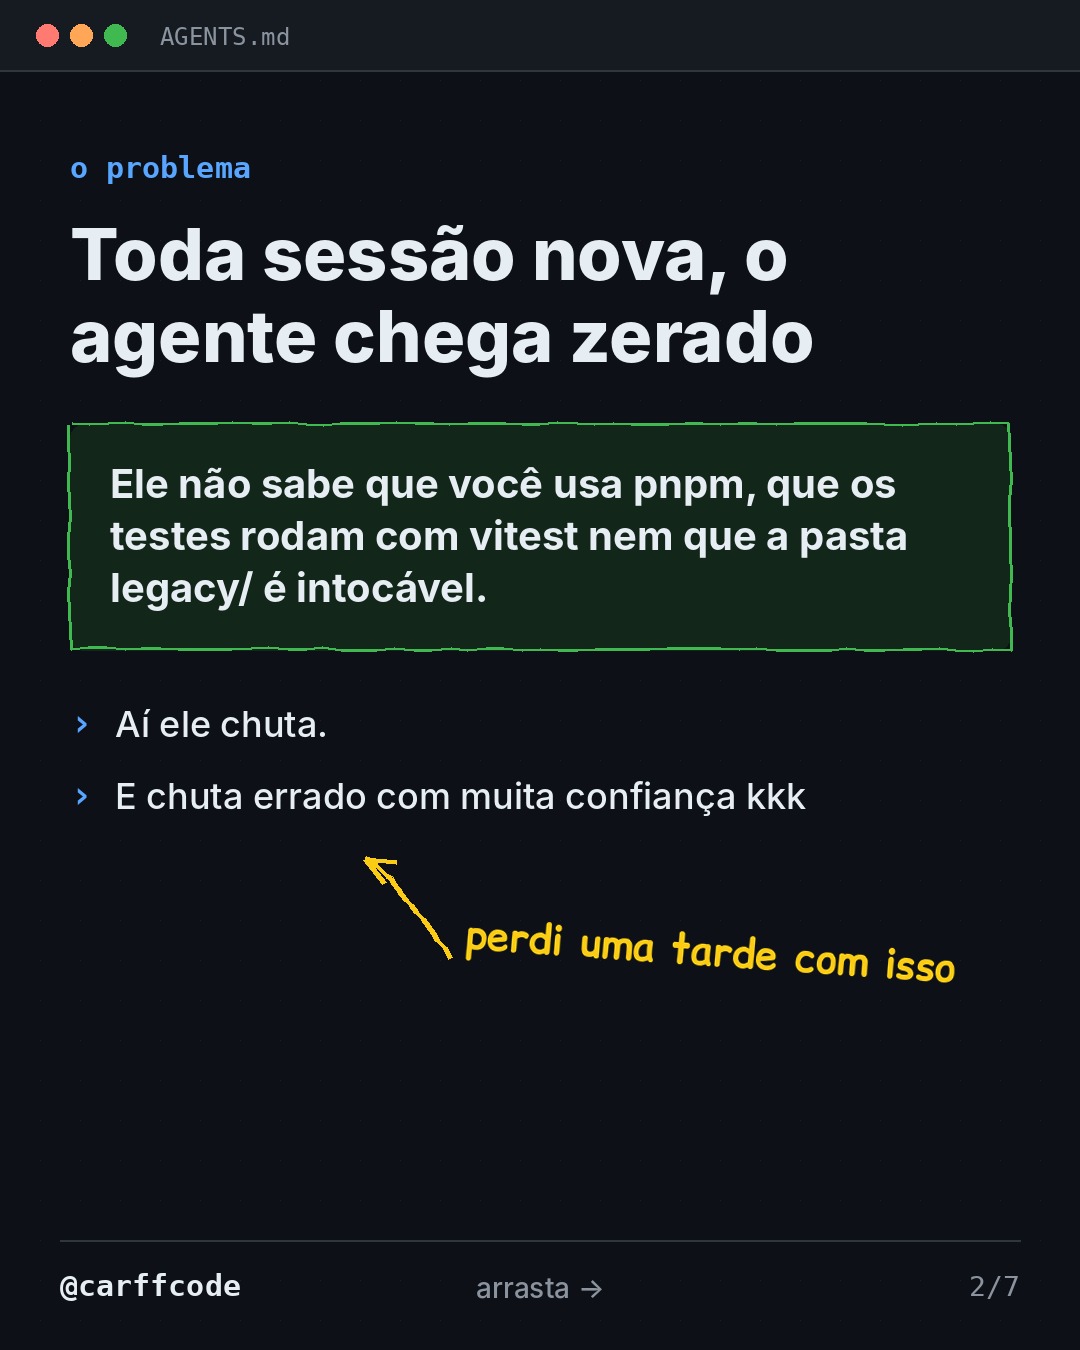 AGENTS.md
o problema
Toda sessão nova, o
agente chega zerado
Ele não sabe que você usa pnpm, que os
testes rodam com vitest nem que a pasta
legacy/ é intocável.
› Aí ele chuta.
› E chuta errado com muita confiança kkk
perdi uma tarde com isso
@carffcode
arrasta →
2/7